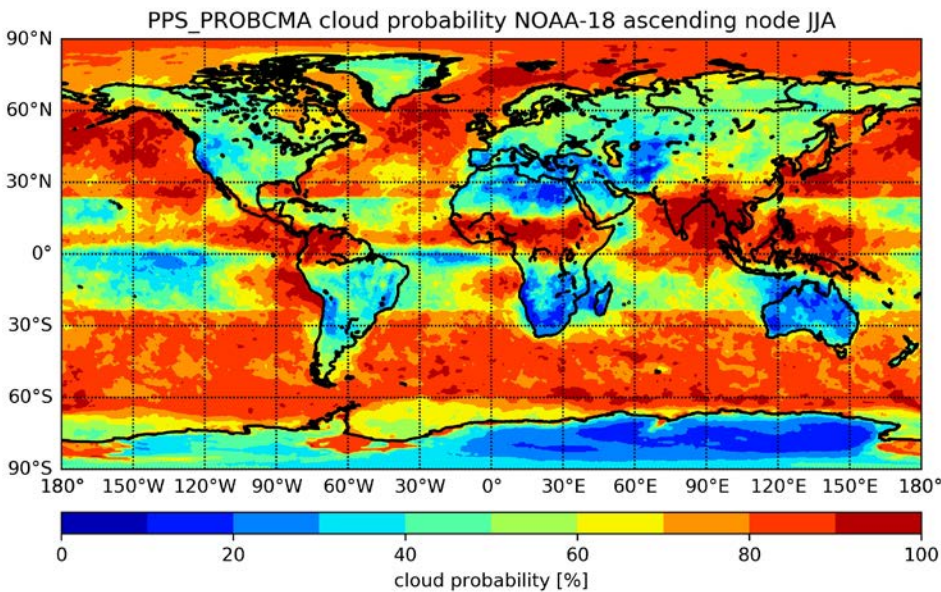 PPS_PROBCMA cloud probability NOAA-18 ascending node JJA
90°N
60°N
30°N
0°
30°S
60°S
90°S
180° 150°W 120°W 90°W 60°W 30°W 0° 30°E 60°E 90°E 120°E 150°E 180°
0 20 40 60 80 100
cloud probability [%]